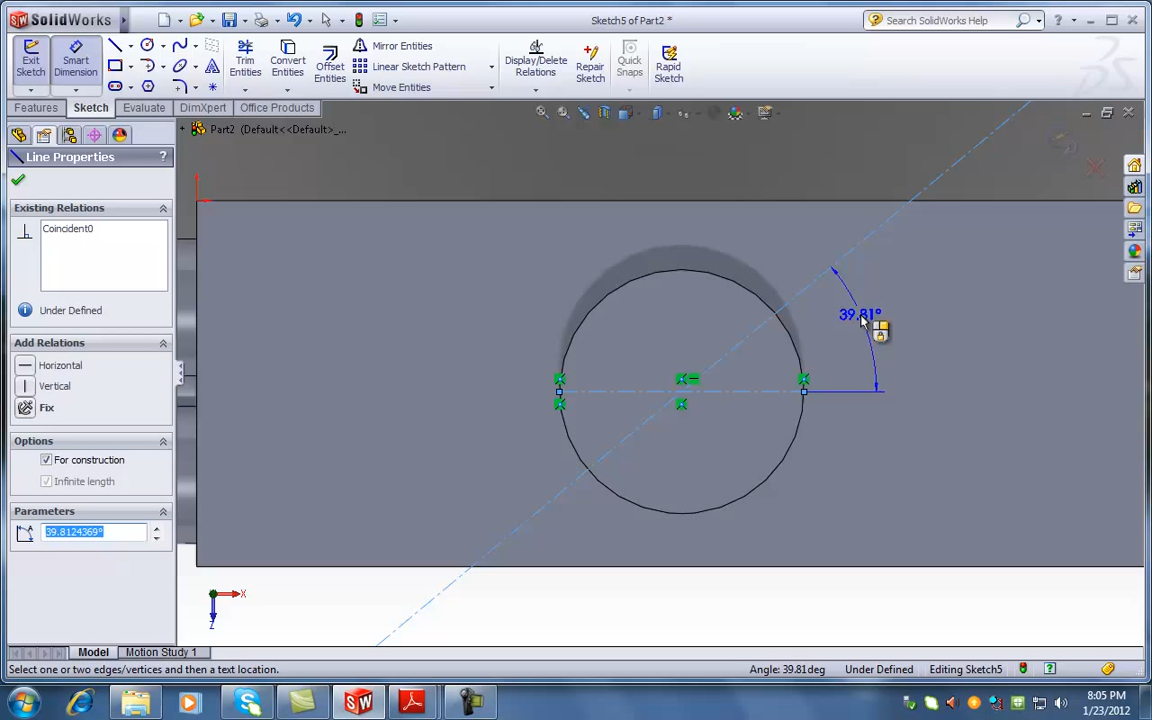 SolidWorks
Sketch5 of Part2 *
Search SolidWorks Help
Exit Sketch
Smart Dimension
Trim Entities
Convert Entities
Offset Entities
Mirror Entities
Linear Sketch Pattern
Move Entities
Display/Delete Relations
Repair Sketch
Quick Snaps
Rapid Sketch
Features
Sketch
Evaluate
DimXpert
Office Products
Part2 (Default<<Default>_...
Line Properties
?
Existing Relations
Coincident0
Under Defined
Add Relations
Horizontal
Vertical
Fix
Options
For construction
Infinite length
Parameters
39.8124369°
39.81°
X
Z
Model
Motion Study 1
Select one or two edges/vertices and then a text location.
Angle: 39.81deg
Under Defined
Editing Sketch5
8:05 PM
1/23/2012